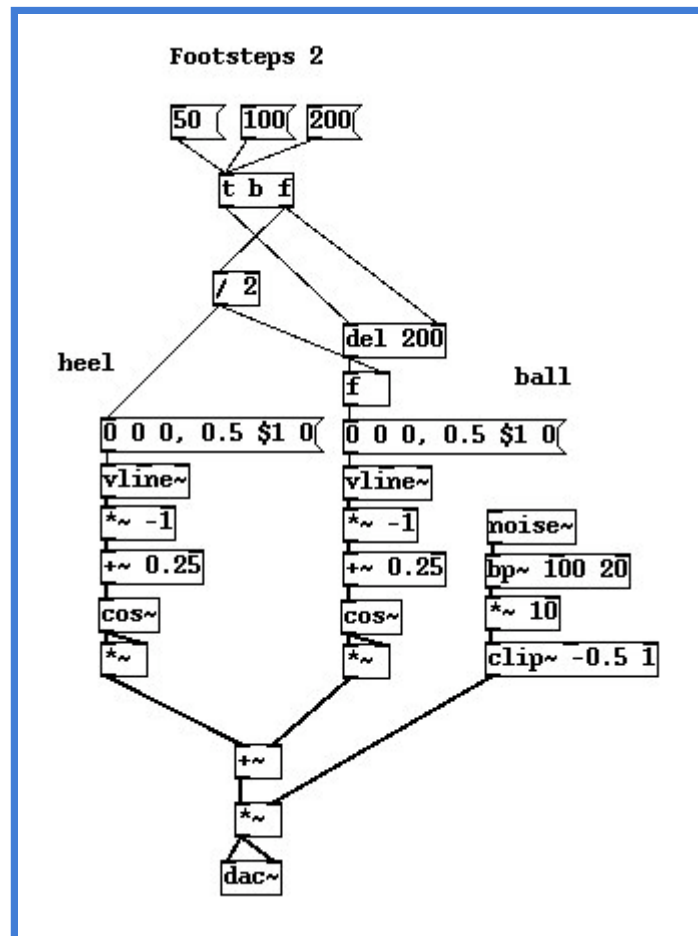 Footsteps 2
50 100 200
t b f
/ 2
del 200
heel
f
ball
0 0 0, 0.5 $1 0 0 0 0, 0.5 $1 0
vline~ vline~
*~ -1 *~ -1 noise~
+~ 0.25 +~ 0.25 bp~ 100 20
cos~ cos~ *~ 10
*~ *~ clip~ -0.5 1
+~
*~
dac~